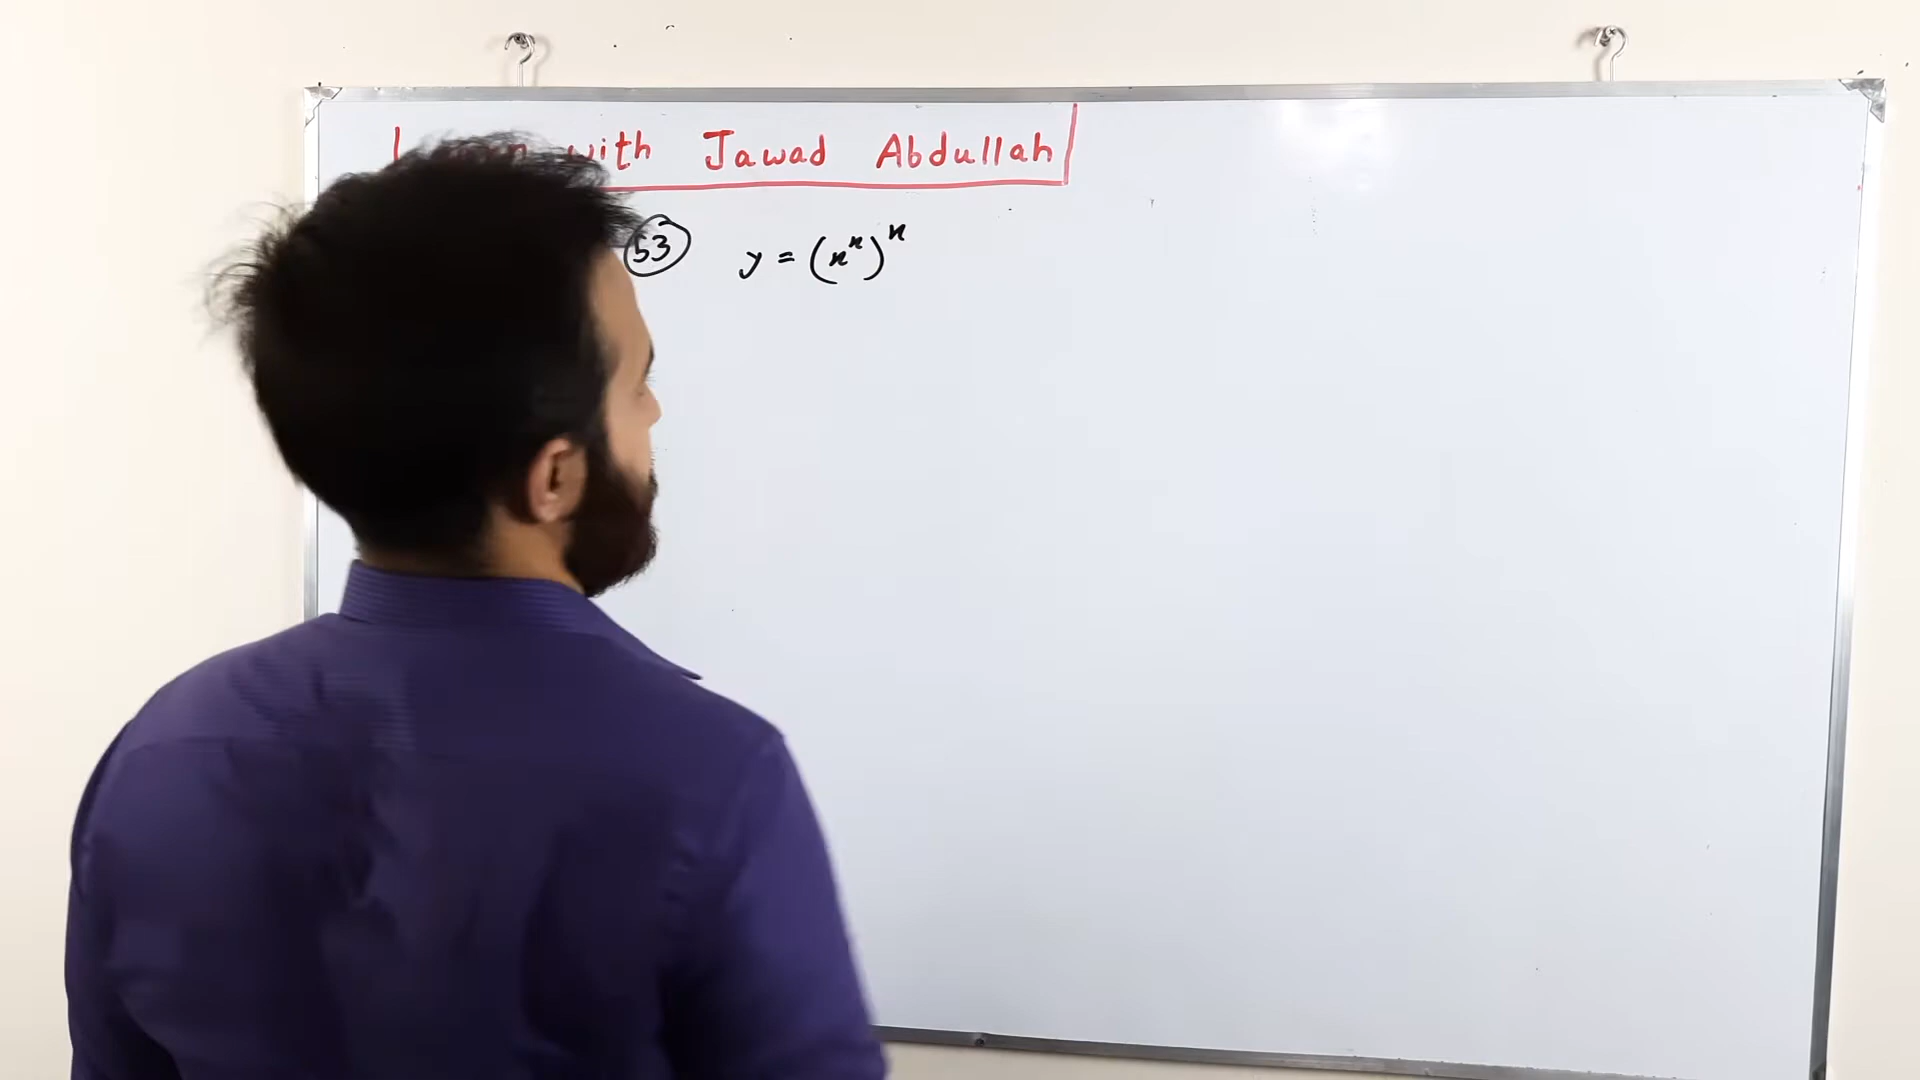 with Jawad Abdullah
53 y = (x^x)^x